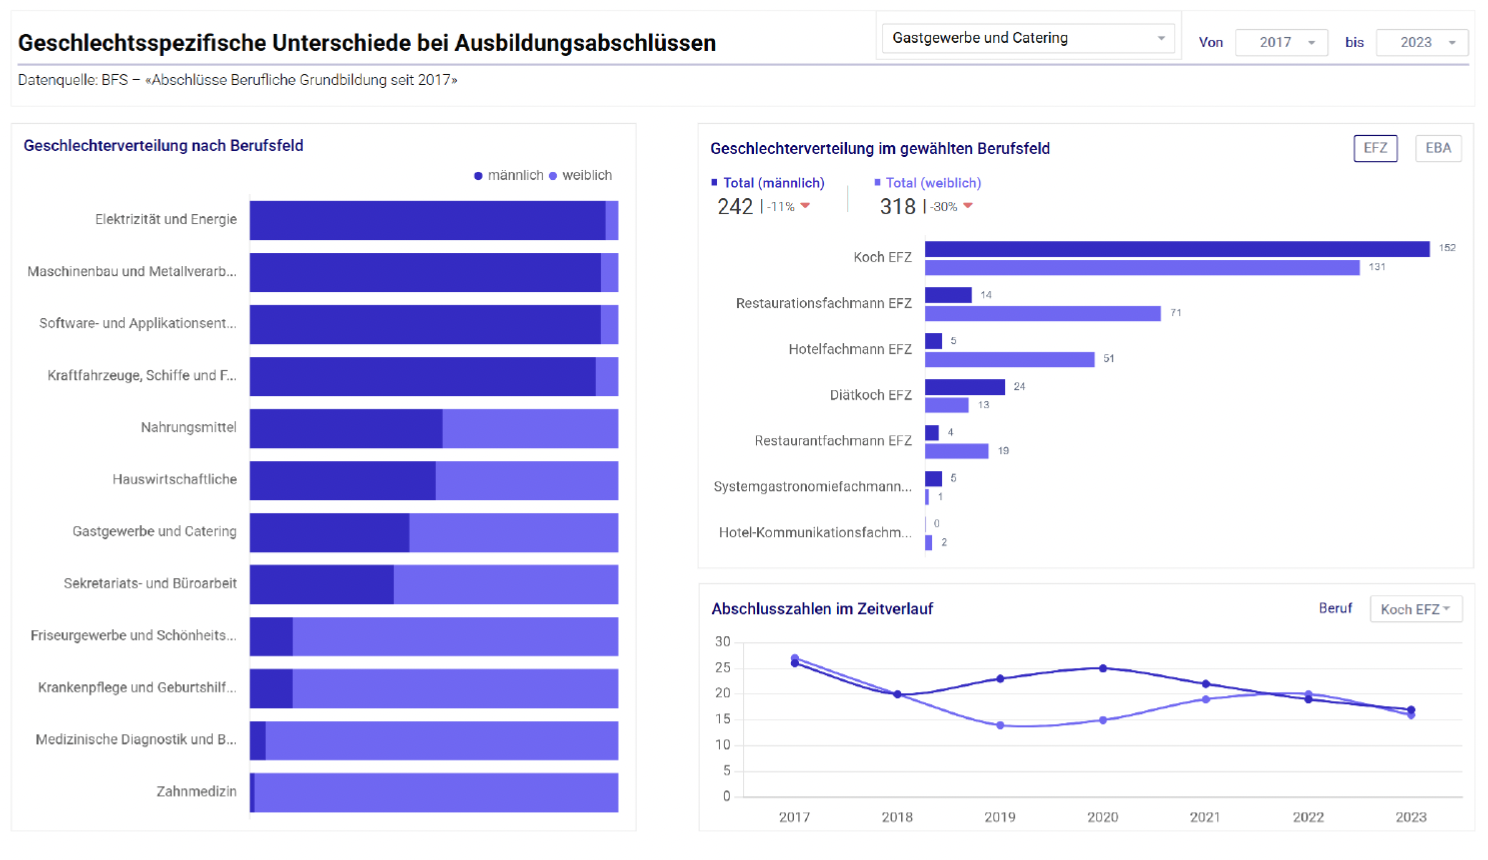 Geschlechtsspezifische Unterschiede bei Ausbildungsabschlüssen
Gastgewerbe und Catering
Von 2017 bis 2023
Datenquelle: BFS – «Abschlüsse Berufliche Grundbildung seit 2017»
Geschlechterverteilung nach Berufsfeld
männlich weiblich
Elektrizität und Energie
Maschinenbau und Metallverarb...
Software- und Applikationsent...
Kraftfahrzeuge, Schiffe und F...
Nahrungsmittel
Hauswirtschaftliche
Gastgewerbe und Catering
Sekretariats- und Büroarbeit
Friseurgewerbe und Schönheits...
Krankenpflege und Geburtshilf...
Medizinische Diagnostik und B...
Zahnmedizin
Geschlechterverteilung im gewählten Berufsfeld
EFZ EBA
Total (männlich) Total (weiblich)
242 | -11% 318 | -30%
Koch EFZ 152
131
Restaurationsfachmann EFZ 14
71
Hotelfachmann EFZ 5
51
Diätkoch EFZ 24
13
Restaurantfachmann EFZ 4
19
Systemgastronomiefachmann... 5
1
Hotel-Kommunikationsfachm... 0
2
Abschlusszahlen im Zeitverlauf
Beruf Koch EFZ
30
25
20
15
10
5
0
2017 2018 2019 2020 2021 2022 2023